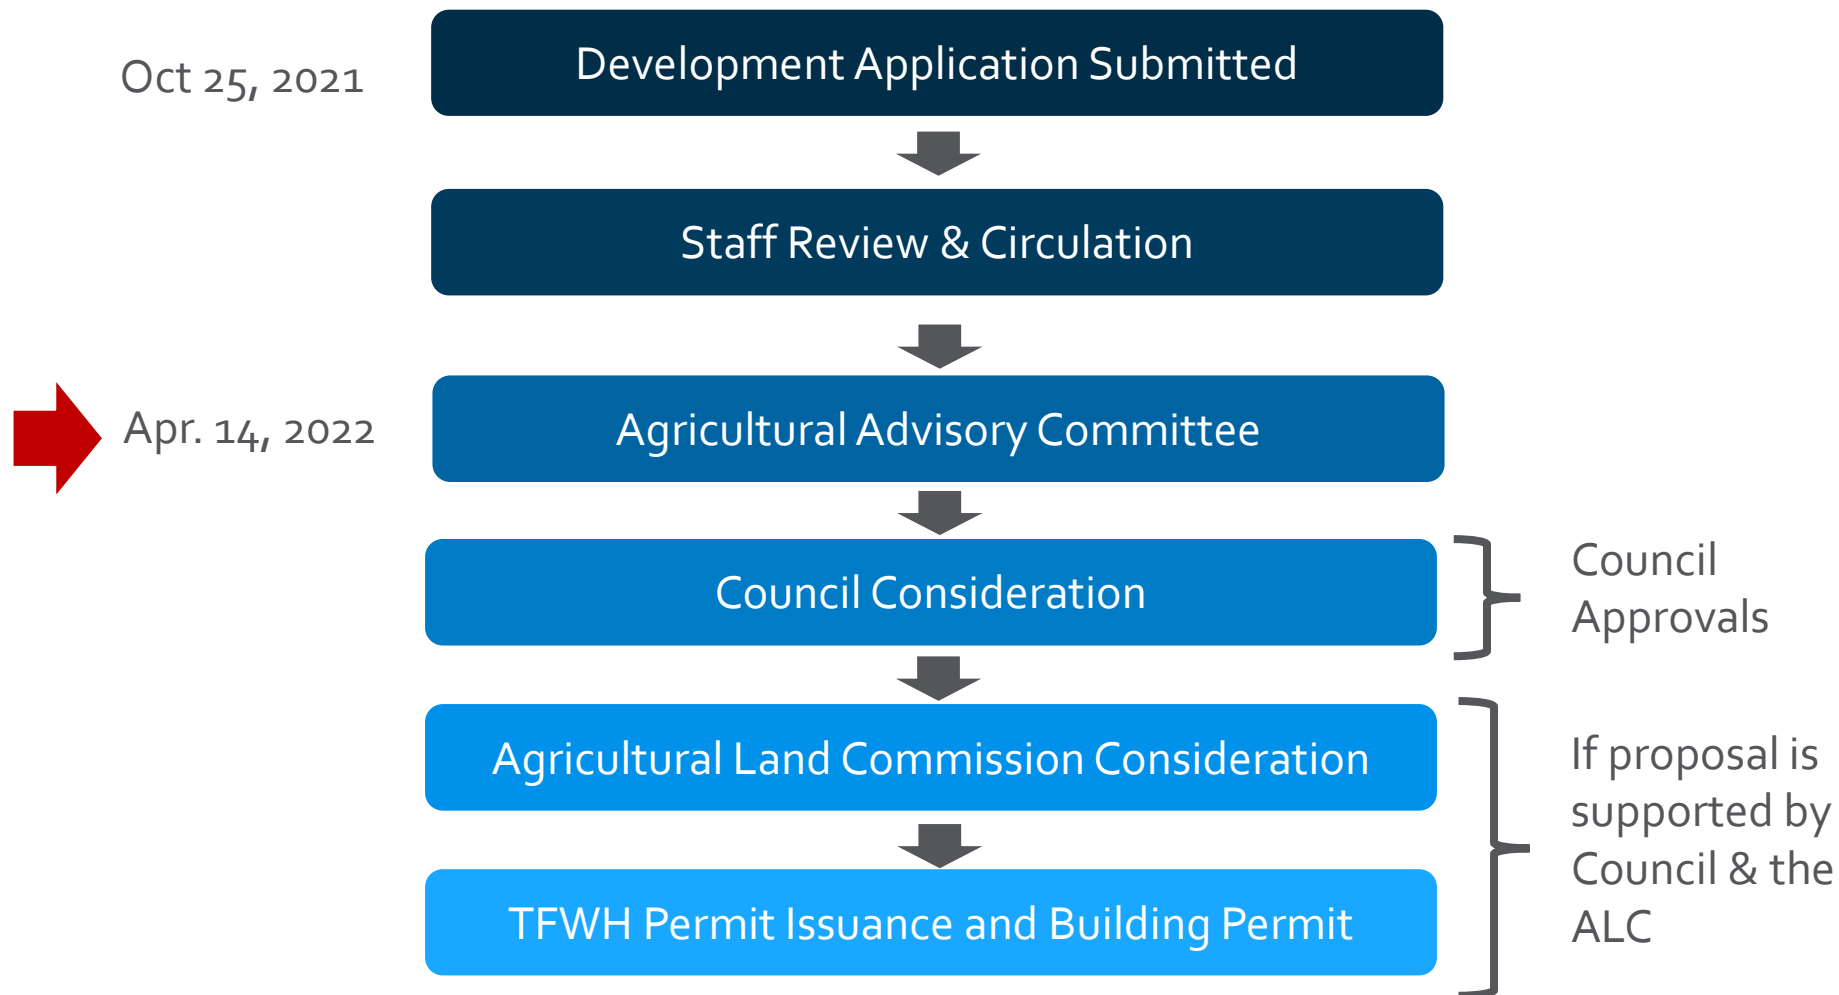 Oct 25, 2021
Development Application Submitted
Staff Review & Circulation
Apr. 14, 2022
Agricultural Advisory Committee
Council Consideration
Council
Approvals
Agricultural Land Commission Consideration
If proposal is
supported by
Council & the
ALC
TFWH Permit Issuance and Building Permit